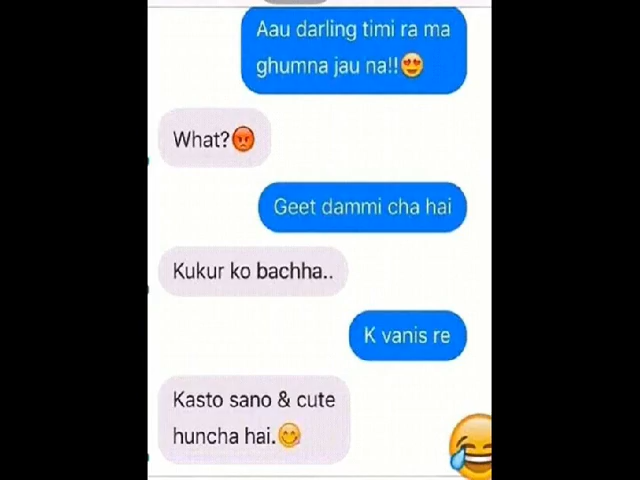 Aau darling timi ra ma
ghumna jau na!!😍
What?😡
Geet dammi cha hai
Kukur ko bachha..
K vanis re
Kasto sano & cute
huncha hai.😋